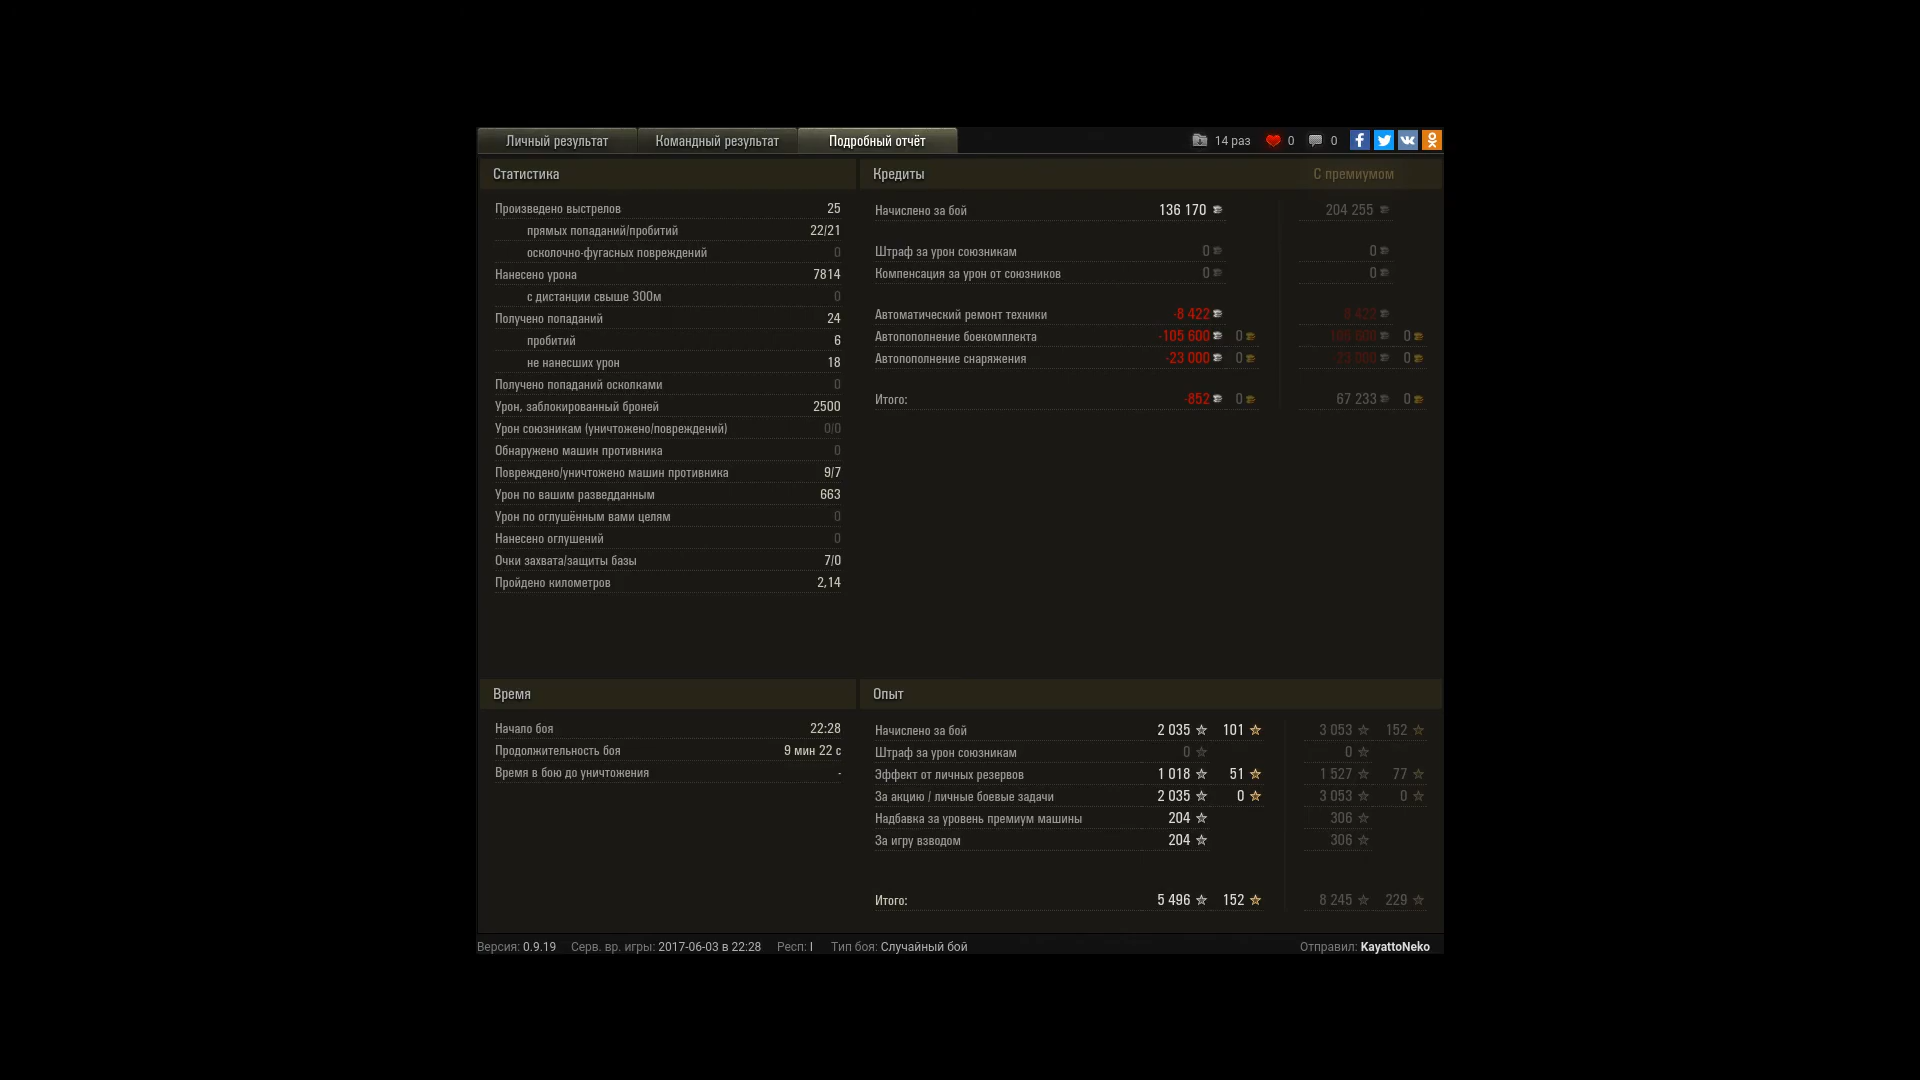 Личный результат Командный результат Подробный отчёт 14 раз 0 0
Статистика
Произведено выстрелов 25
прямых попаданий/пробитий 22/21
осколочно-фугасных повреждений 0
Нанесено урона 7814
с дистанции свыше 300м 0
Получено попаданий 24
пробитий 6
не нанесших урон 18
Получено попаданий осколками 0
Урон, заблокированный броней 2500
Урон союзникам (уничтожено/повреждений) 0/0
Обнаружено машин противника 0
Повреждено/уничтожено машин противника 9/7
Урон по вашим разведданным 663
Урон по оглушённым вами целям 0
Нанесено оглушений 0
Очки захвата/защиты базы 7/0
Пройдено километров 2,14
Кредиты С премиумом
Начислено за бой 136 170 204 255
Штраф за урон союзникам 0 0
Компенсация за урон от союзников 0 0
Автоматический ремонт техники -8 422 -8 422
Автопополнение боекомплекта -105 600 0 -105 600 0
Автопополнение снаряжения -23 000 0 -23 000 0
Итого: -852 0 67 233 0
Время
Начало боя 22:28
Продолжительность боя 9 мин 22 с
Время в бою до уничтожения -
Опыт
Начислено за бой 2 035 101 3 053 152
Штраф за урон союзникам 0 0
Эффект от личных резервов 1 018 51 1 527 77
За акцию / личные боевые задачи 2 035 0 3 053 0
Надбавка за уровень премиум машины 204 306
За игру взводом 204 306
Итого: 5 496 152 8 245 229
Версия: 0.9.19 Серв. вр. игры: 2017-06-03 в 22:28 Респ: I Тип боя: Случайный бой Отправил: KayattoNeko